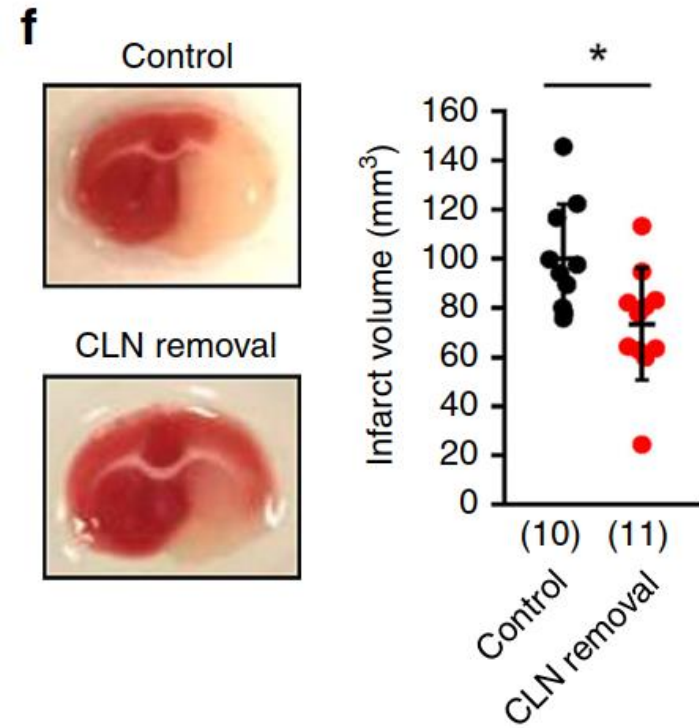 f
Control
CLN removal
*
Infarct volume (mm³)
160
140
120
100
80
60
40
20
0
(10) (11)
Control
CLN removal